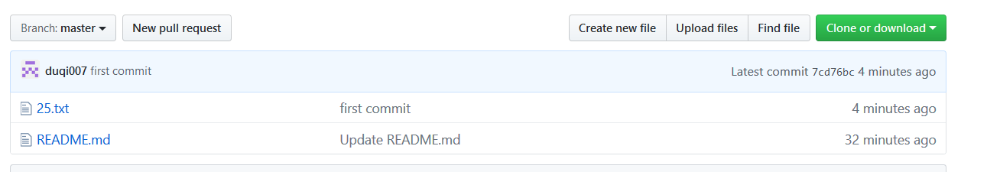 Branch: master New pull request Create new file Upload files Find file Clone or download
duqi007 first commit Latest commit 7cd76bc 4 minutes ago
25.txt first commit 4 minutes ago
README.md Update README.md 32 minutes ago